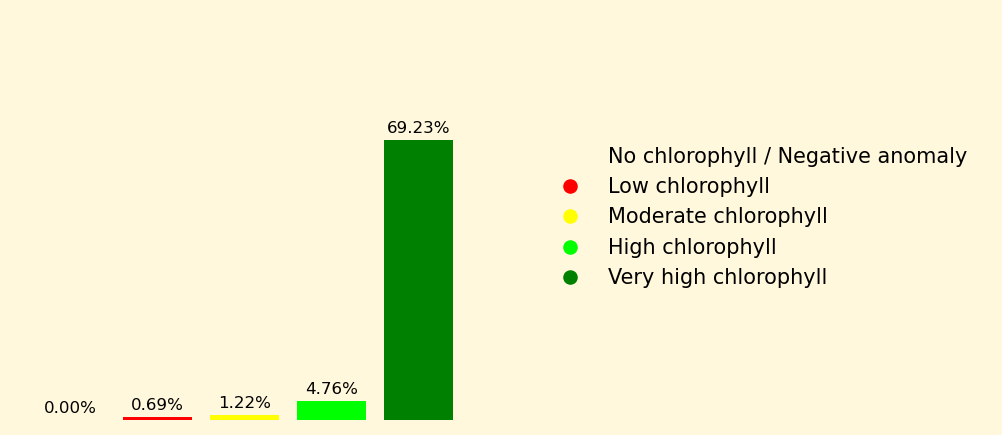 69.23%
No chlorophyll / Negative anomaly
Low chlorophyll
Moderate chlorophyll
High chlorophyll
Very high chlorophyll
0.00%
0.69%
1.22%
4.76%